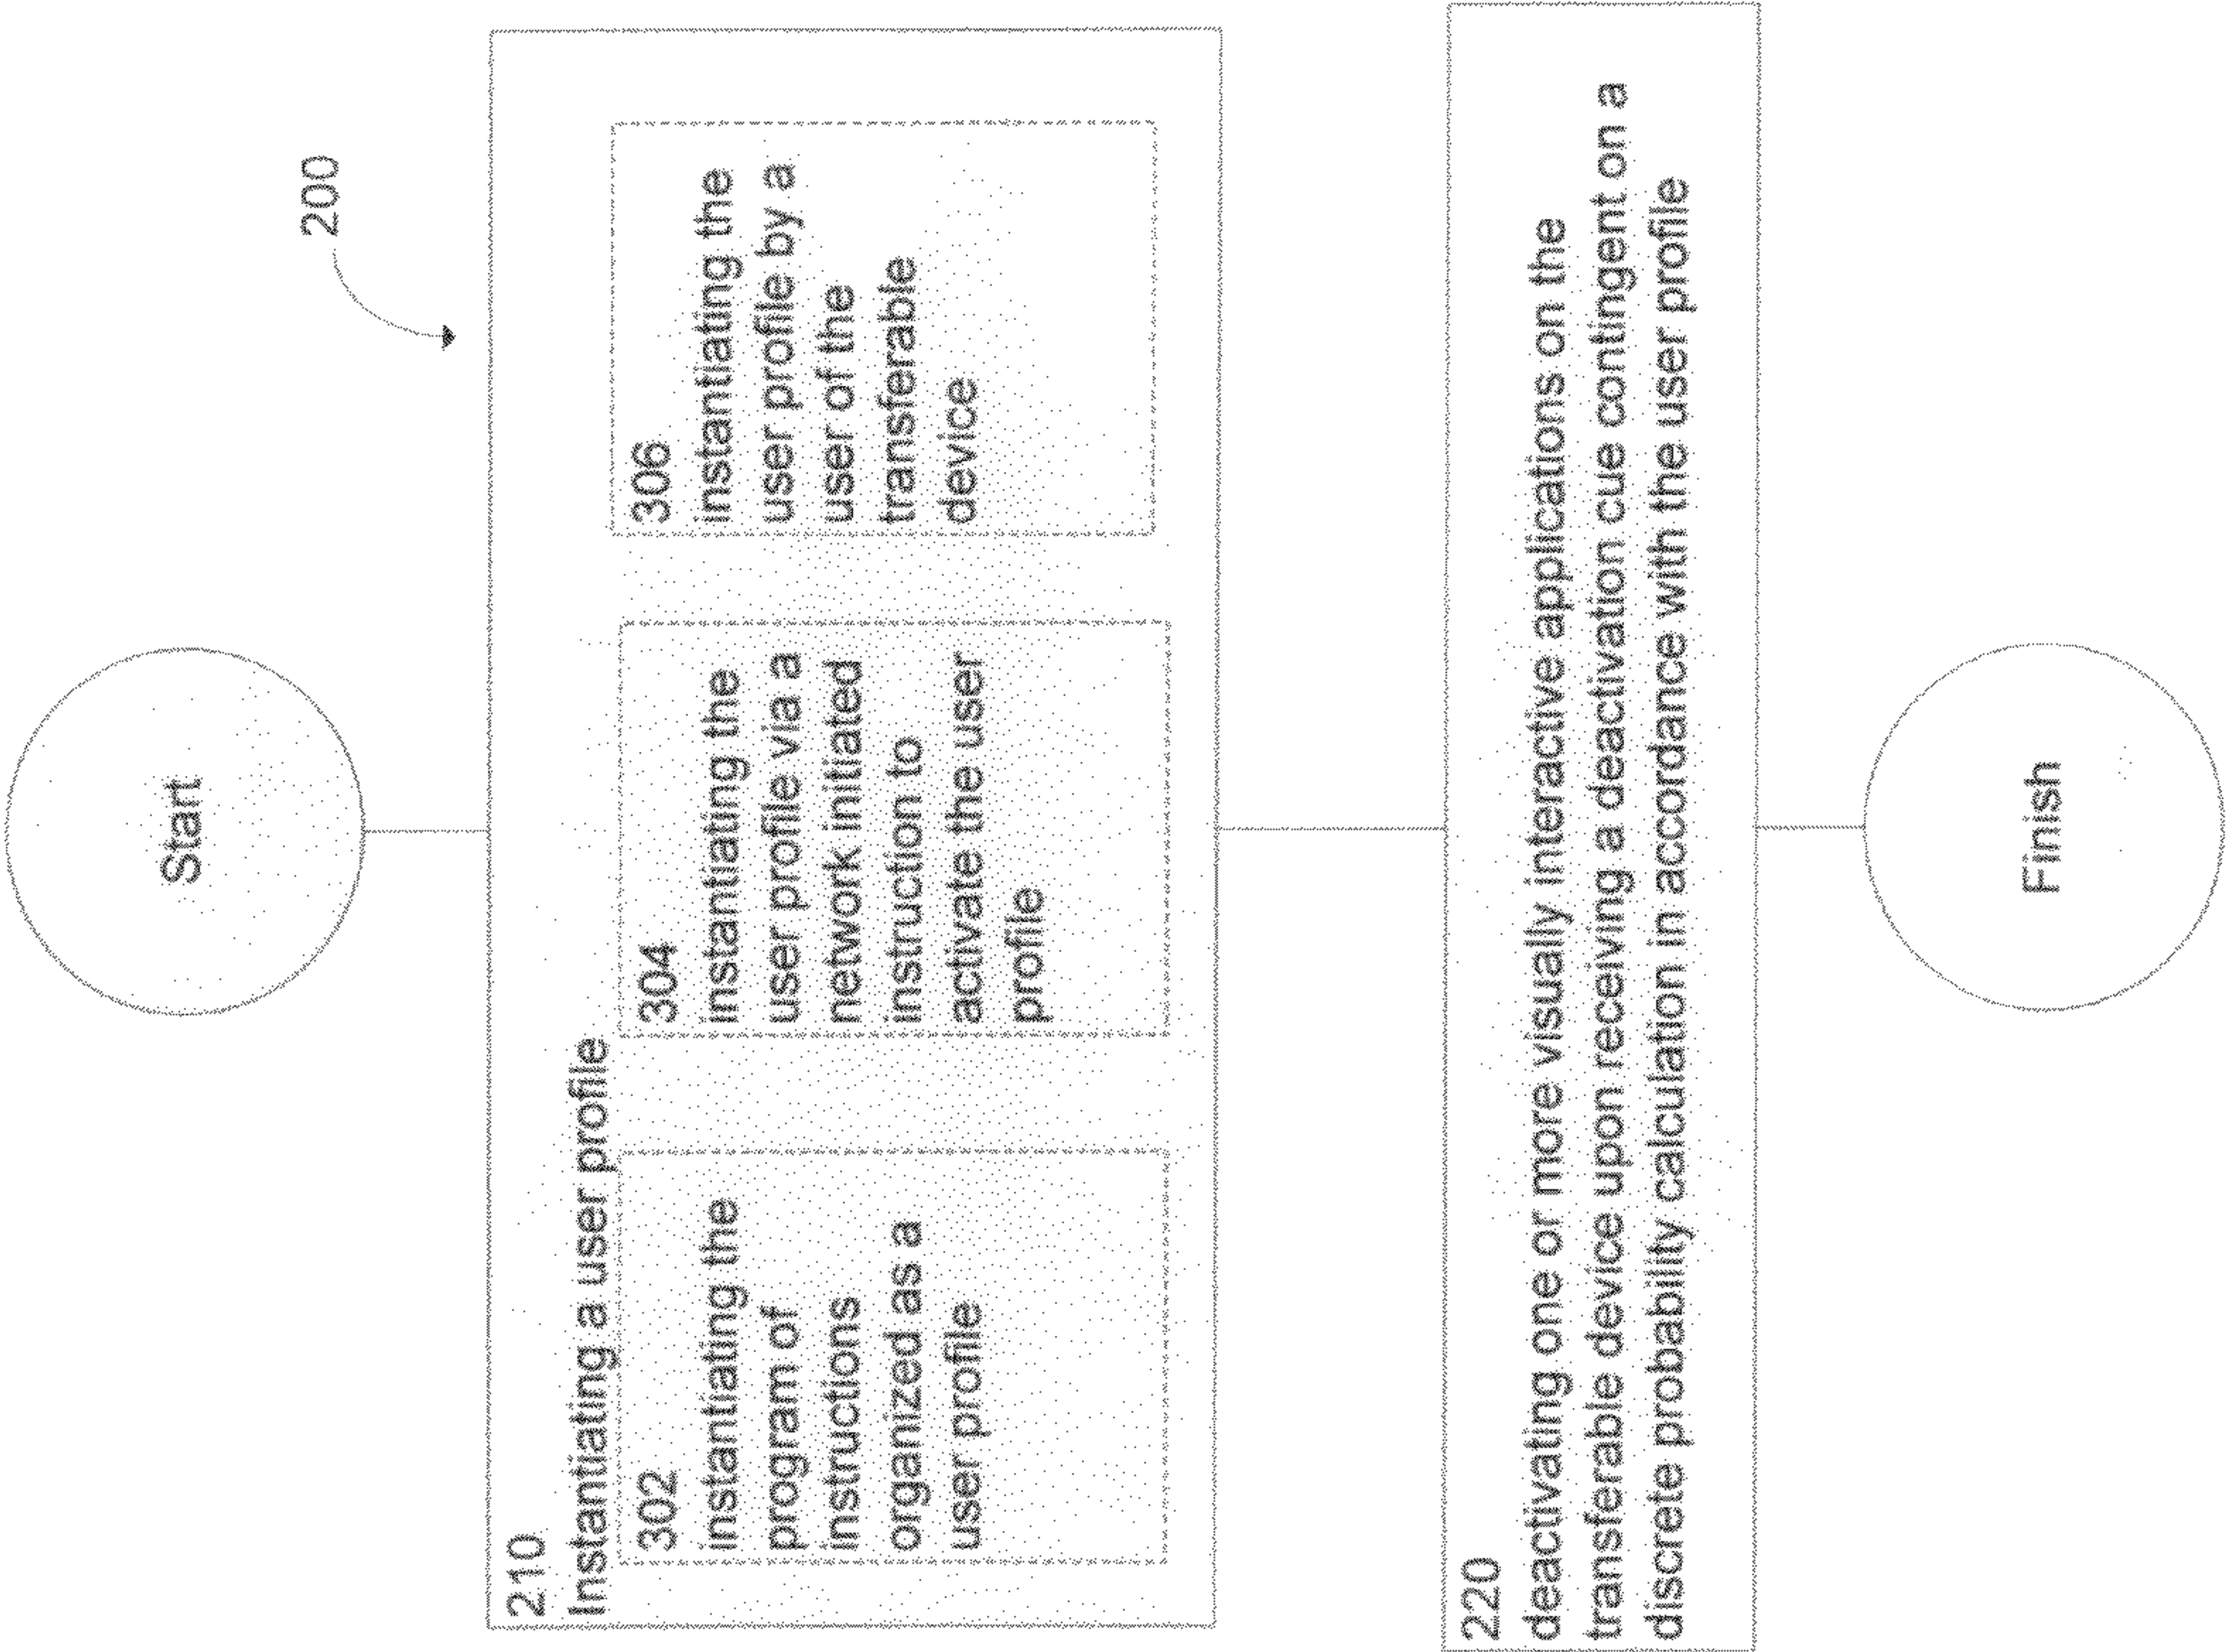 Start
200
210
Instantiating a user profile
302
instantiating the
program of
instructions
organized as a
user profile
304
instantiating the
user profile via a
network initiated
instruction to
activate the user
profile
306
instantiating the
user profile by a
user of the
transferable
device
220
deactivating one or more visually interactive applications on the
transferable device upon receiving a deactivation cue contingent on a
discrete probability calculation in accordance with the user profile
Finish